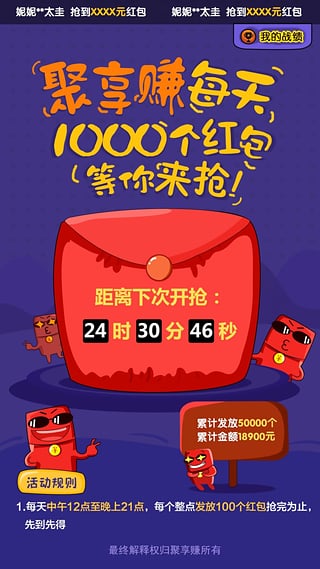 妮妮**太圭 抢到XXXX元红包 妮妮**太圭 抢到XXXX元红包
我的战绩
聚享赚每天
1000个红包
等你来抢!
距离下次开抢:
24 时 30 分 46 秒
累计发放50000个
累计金额18900元
活动规则
1.每天中午12点至晚上21点，每个整点发放100个红包抢完为止，
先到先得
最终解释权归聚享赚所有